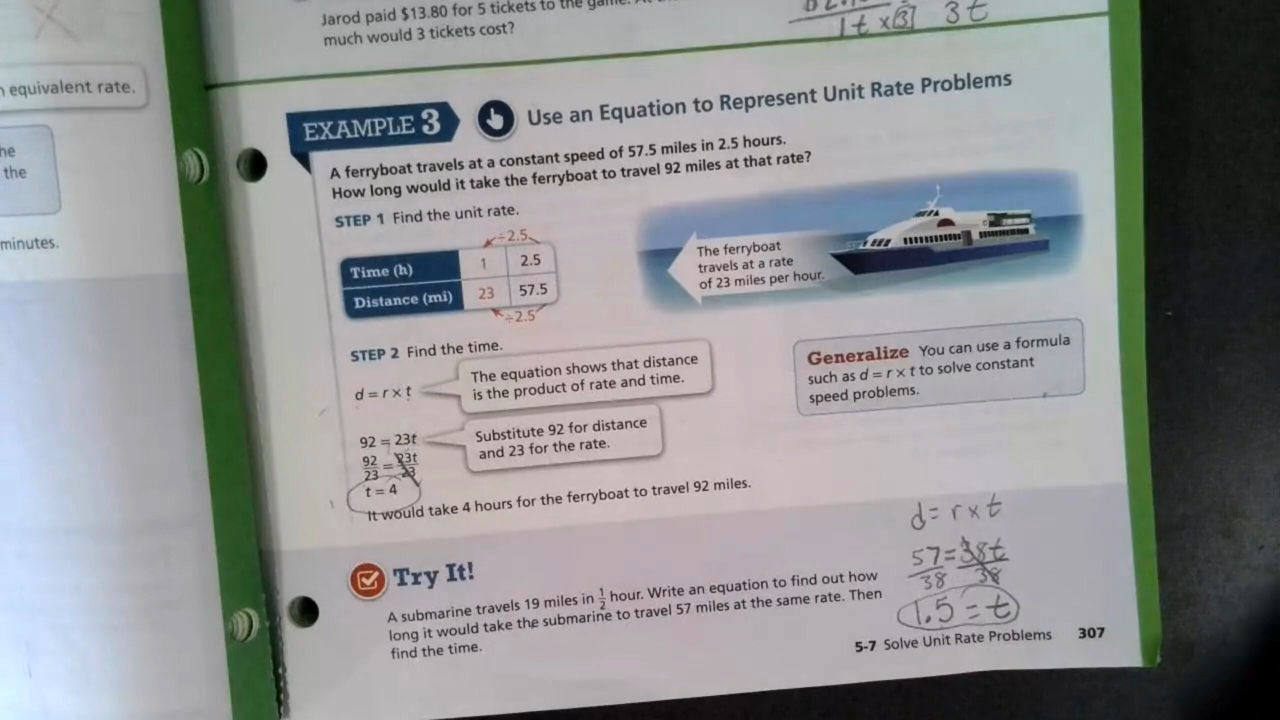 Jarod paid $13.80 for 5 tickets to the game.
much would 3 tickets cost?
1t x 3 3t
equivalent rate.
the
minutes.
EXAMPLE 3 Use an Equation to Represent Unit Rate Problems
A ferryboat travels at a constant speed of 57.5 miles in 2.5 hours.
How long would it take the ferryboat to travel 92 miles at that rate?
STEP 1 Find the unit rate.
÷2.5
Time (h) 1 2.5
Distance (mi) 23 57.5
÷2.5
The ferryboat
travels at a rate
of 23 miles per hour.
STEP 2 Find the time.
d = r × t
The equation shows that distance
is the product of rate and time.
Generalize You can use a formula
such as d = r × t to solve constant
speed problems.
92 = 23t
92/23 = 23t/23
t = 4
Substitute 92 for distance
and 23 for the rate.
It would take 4 hours for the ferryboat to travel 92 miles.
d = r x t
57 = 38t
38 38
1.5 = t
Try It!
A submarine travels 19 miles in 1/2 hour. Write an equation to find out how
long it would take the submarine to travel 57 miles at the same rate. Then
find the time.
5-7 Solve Unit Rate Problems 307